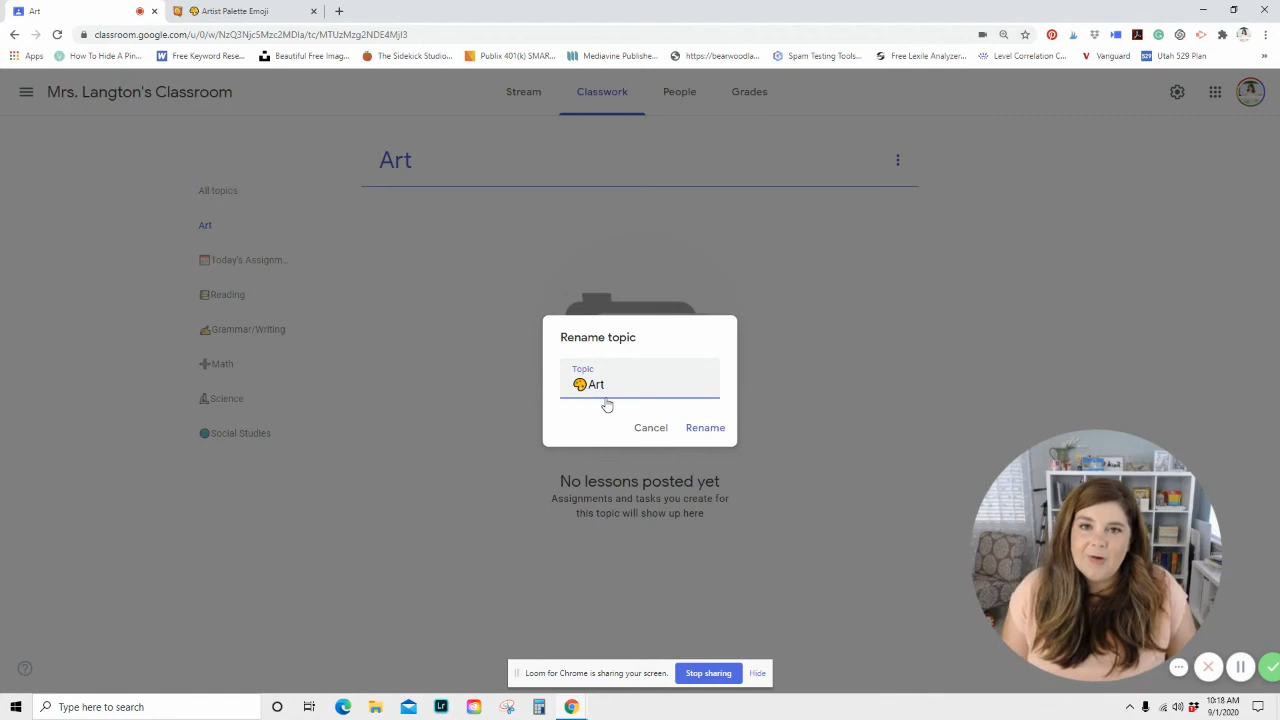 Art
Artist Palette Emoji
classroom.google.com/u/0/w/NzQ3Njc5Mzc2MDIa/tc/MTUzMzg2NDE4MjI3
Apps
How To Hide A Pin...
Free Keyword Rese...
Beautiful Free Imag...
The Sidekick Studio...
Publix 401(k) SMAR...
Mediavine Publishe...
https://bearwoodla...
Spam Testing Tools...
Free Lexile Analyzer...
Level Correlation C...
Vanguard
Utah 529 Plan
Mrs. Langton's Classroom
Stream
Classwork
People
Grades
Art
All topics
Art
Today's Assignm...
Reading
Grammar/Writing
Math
Science
Social Studies
Rename topic
Topic
🎨Art
Cancel
Rename
No lessons posted yet
Assignments and tasks you create for
this topic will show up here
Loom for Chrome is sharing your screen.
Stop sharing
Hide
Type here to search
Lr
10:18 AM
9/1/2020